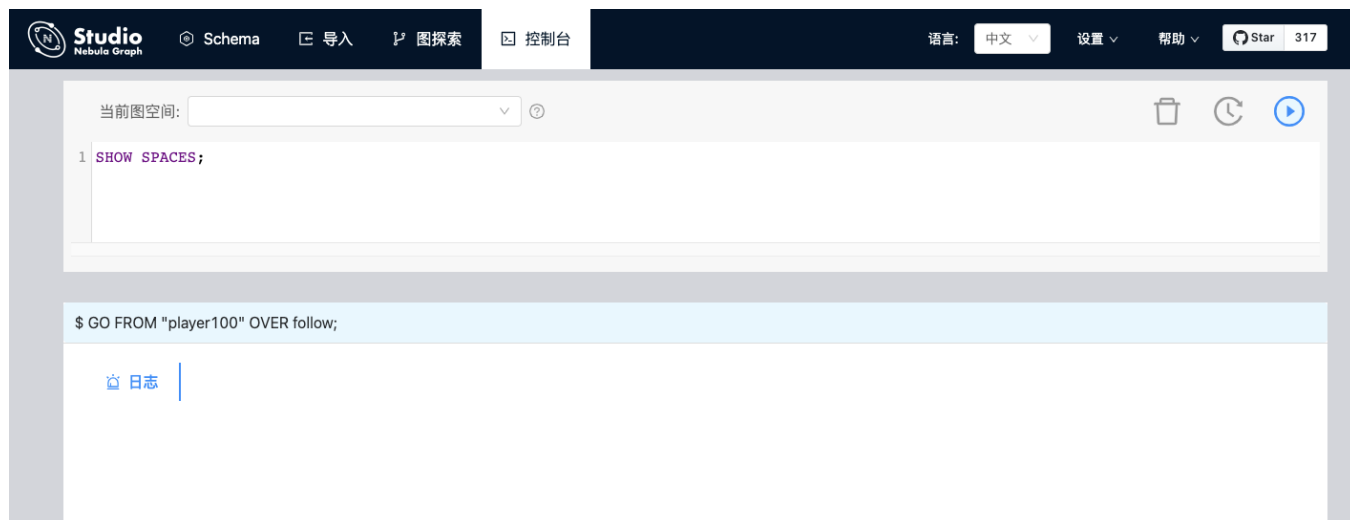 Studio
Nebula Graph
Schema
导入
图探索
控制台
语言:
中文
设置
帮助
Star 317
当前图空间:
1 SHOW SPACES;
$ GO FROM "player100" OVER follow;
日志